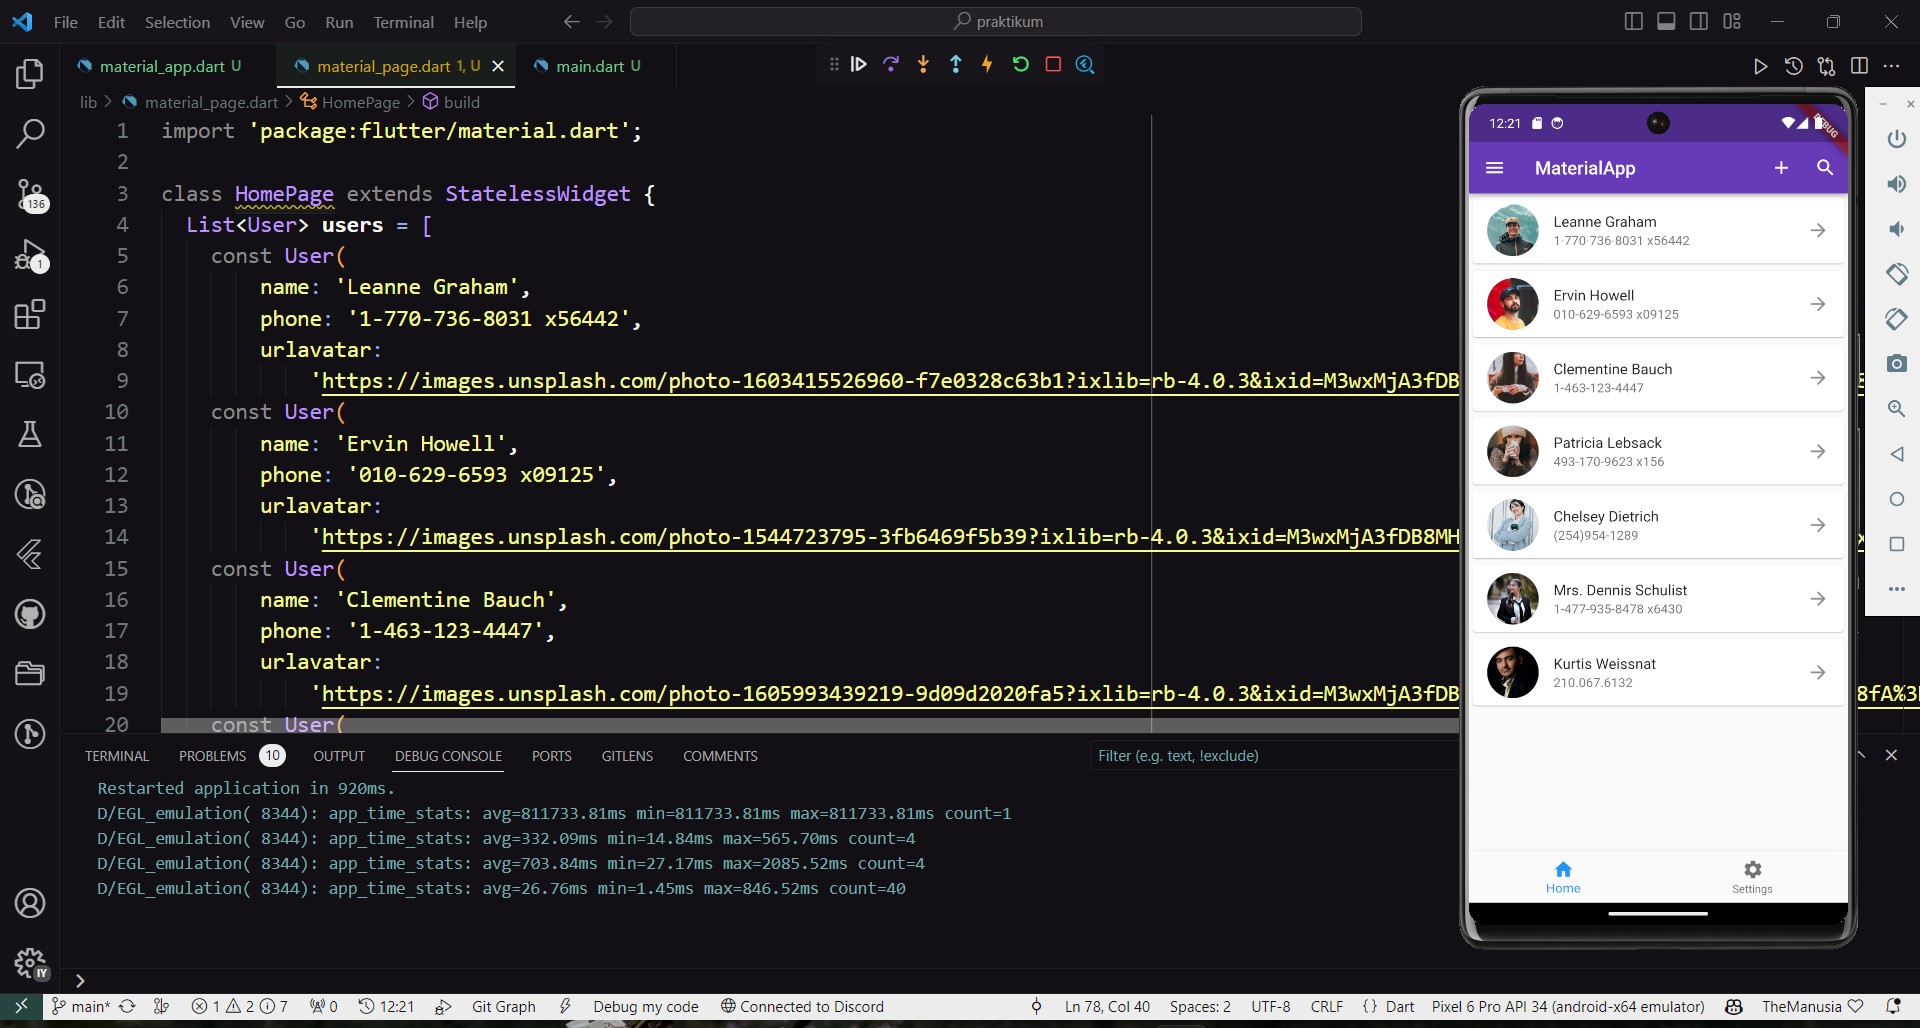 File Edit Selection View Go Run Terminal Help
praktikum
material_app.dart U
material_page.dart 1, U
main.dart U
lib > material_page.dart > HomePage > build
1 import 'package:flutter/material.dart';
2
3 class HomePage extends StatelessWidget {
4 List<User> users = [
5 const User(
6 name: 'Leanne Graham',
7 phone: '1-770-736-8031 x56442',
8 urlavatar:
9 'https://images.unsplash.com/photo-1603415526960-f7e0328c63b1?ixlib=rb-4.0.3&ixid=M3wxMjA3fDB
10 const User(
11 name: 'Ervin Howell',
12 phone: '010-629-6593 x09125',
13 urlavatar:
14 'https://images.unsplash.com/photo-1544723795-3fb6469f5b39?ixlib=rb-4.0.3&ixid=M3wxMjA3fDB8MH
15 const User(
16 name: 'Clementine Bauch',
17 phone: '1-463-123-4447',
18 urlavatar:
19 'https://images.unsplash.com/photo-1605993439219-9d09d2020fa5?ixlib=rb-4.0.3&ixid=M3wxMjA3fDB
20 const User(
136
1
TERMINAL PROBLEMS 10 OUTPUT DEBUG CONSOLE PORTS GITLENS COMMENTS
Filter (e.g. text, !exclude)
Restarted application in 920ms.
D/EGL_emulation( 8344): app_time_stats: avg=811733.81ms min=811733.81ms max=811733.81ms count=1
D/EGL_emulation( 8344): app_time_stats: avg=332.09ms min=14.84ms max=565.70ms count=4
D/EGL_emulation( 8344): app_time_stats: avg=703.84ms min=27.17ms max=2085.52ms count=4
D/EGL_emulation( 8344): app_time_stats: avg=26.76ms min=1.45ms max=846.52ms count=40
12:21
DEBUG
MaterialApp
Leanne Graham
1-770-736-8031 x56442
Ervin Howell
010-629-6593 x09125
Clementine Bauch
1-463-123-4447
Patricia Lebsack
493-170-9623 x156
Chelsey Dietrich
(254)954-1289
Mrs. Dennis Schulist
1-477-935-8478 x6430
Kurtis Weissnat
210.067.6132
Home
Settings
IY
main* 1 2 7 0 12:21 Git Graph Debug my code Connected to Discord Ln 78, Col 40 Spaces: 2 UTF-8 CRLF {} Dart Pixel 6 Pro API 34 (android-x64 emulator) TheManusia